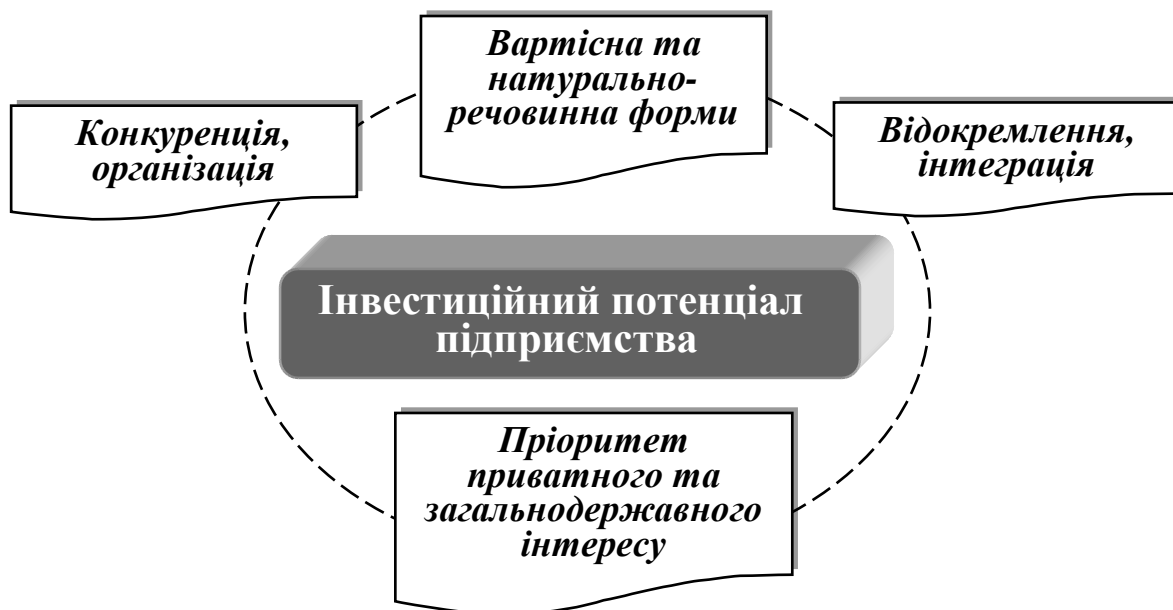 Вартісна та
натурально-
речовинна форми
Конкуренція,
організація
Відокремлення,
інтеграція
Інвестиційний потенціал
підприємства
Пріоритет
приватного та
загальнодержавного
інтересу